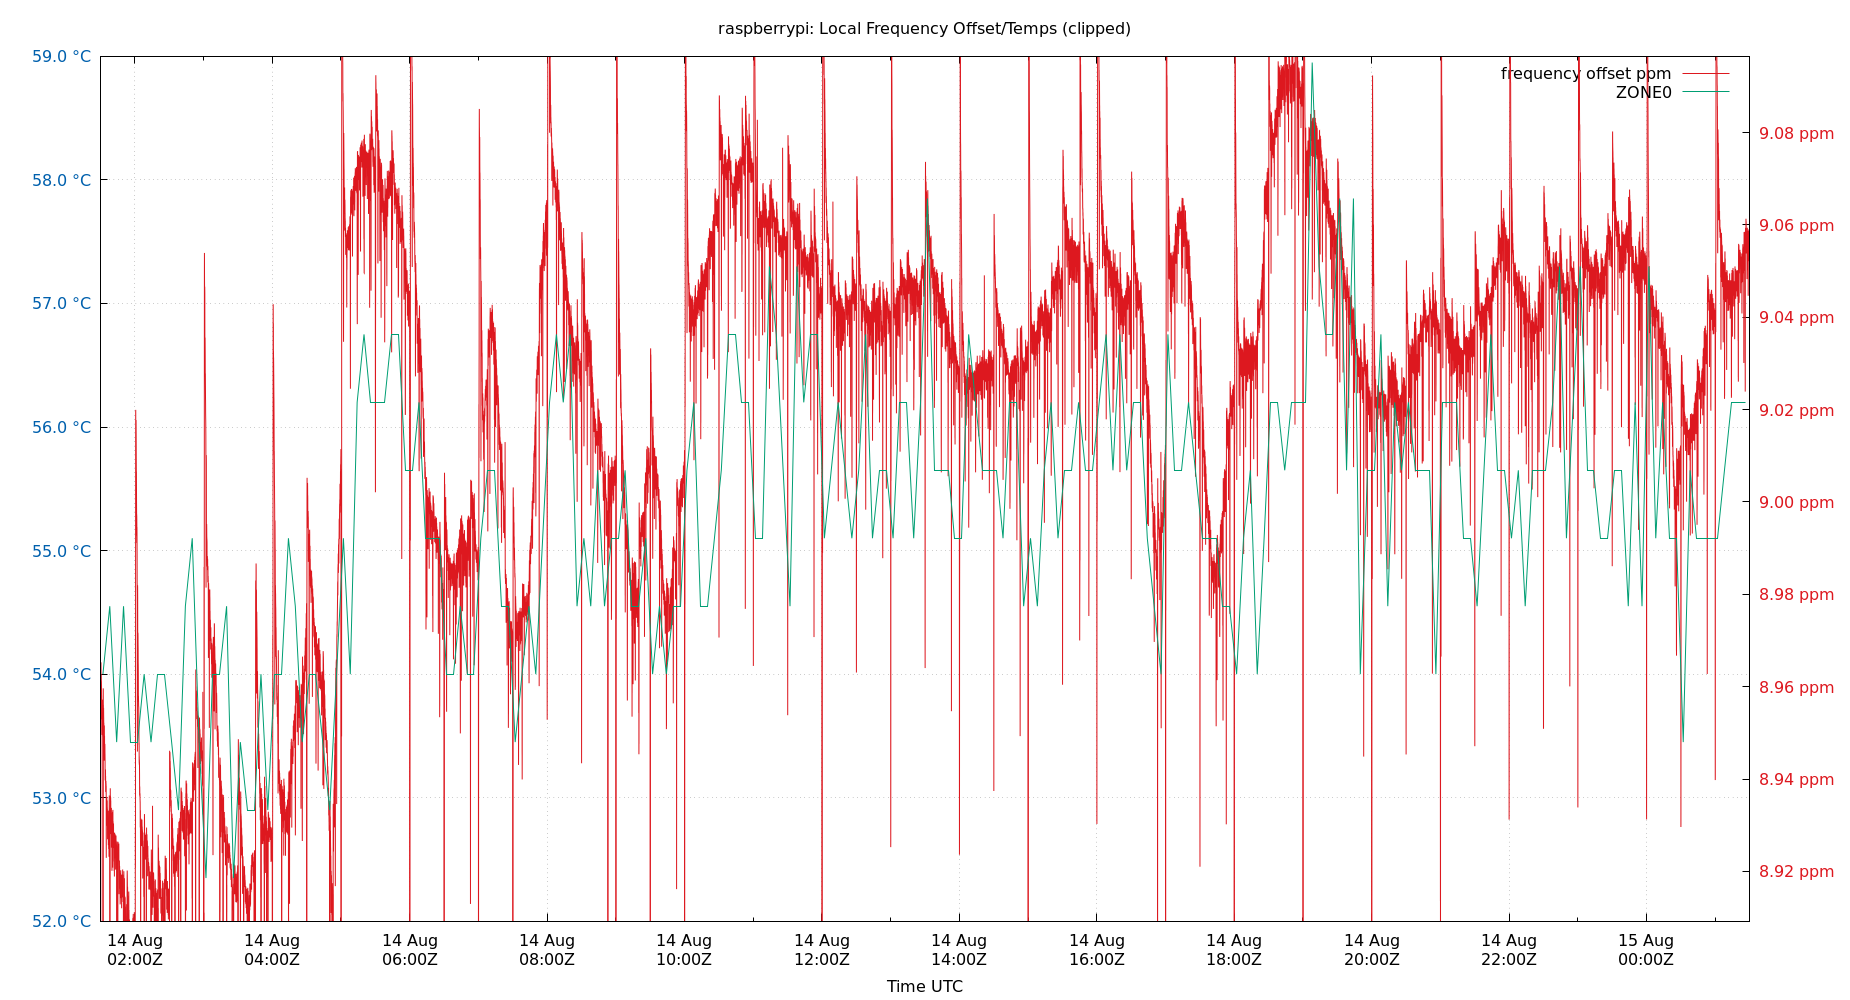 raspberrypi: Local Frequency Offset/Temps (clipped)
frequency offset ppm
ZONE0
59.0 °C
58.0 °C
57.0 °C
56.0 °C
55.0 °C
54.0 °C
53.0 °C
52.0 °C
9.08 ppm
9.06 ppm
9.04 ppm
9.02 ppm
9.00 ppm
8.98 ppm
8.96 ppm
8.94 ppm
8.92 ppm
14 Aug 14 Aug 14 Aug 14 Aug 14 Aug 14 Aug 14 Aug 14 Aug 14 Aug 14 Aug 14 Aug 15 Aug
02:00Z 04:00Z 06:00Z 08:00Z 10:00Z 12:00Z 14:00Z 16:00Z 18:00Z 20:00Z 22:00Z 00:00Z
Time UTC